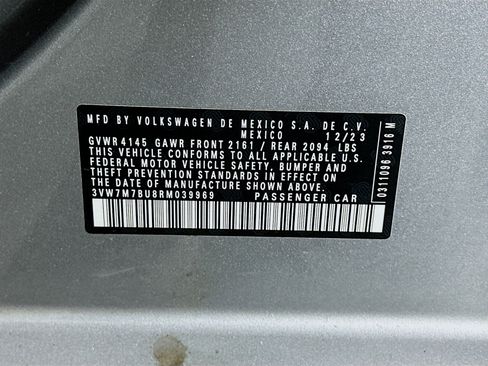 MFD BY VOLKSWAGEN DE MEXICO S.A. DE C.V.
MEXICO 12/23
GVWR 4145 GAWR FRONT 2161 / REAR 2094 LBS
THIS VEHICLE CONFORMS TO ALL APPLICABLE U.S.
FEDERAL MOTOR VEHICLE SAFETY, BUMPER AND
THEFT PREVENTION STANDARDS IN EFFECT ON
THE DATE OF MANUFACTURE SHOWN ABOVE.
3VW7M7BU8RM039969 PASSENGER CAR
0311096 3916 M